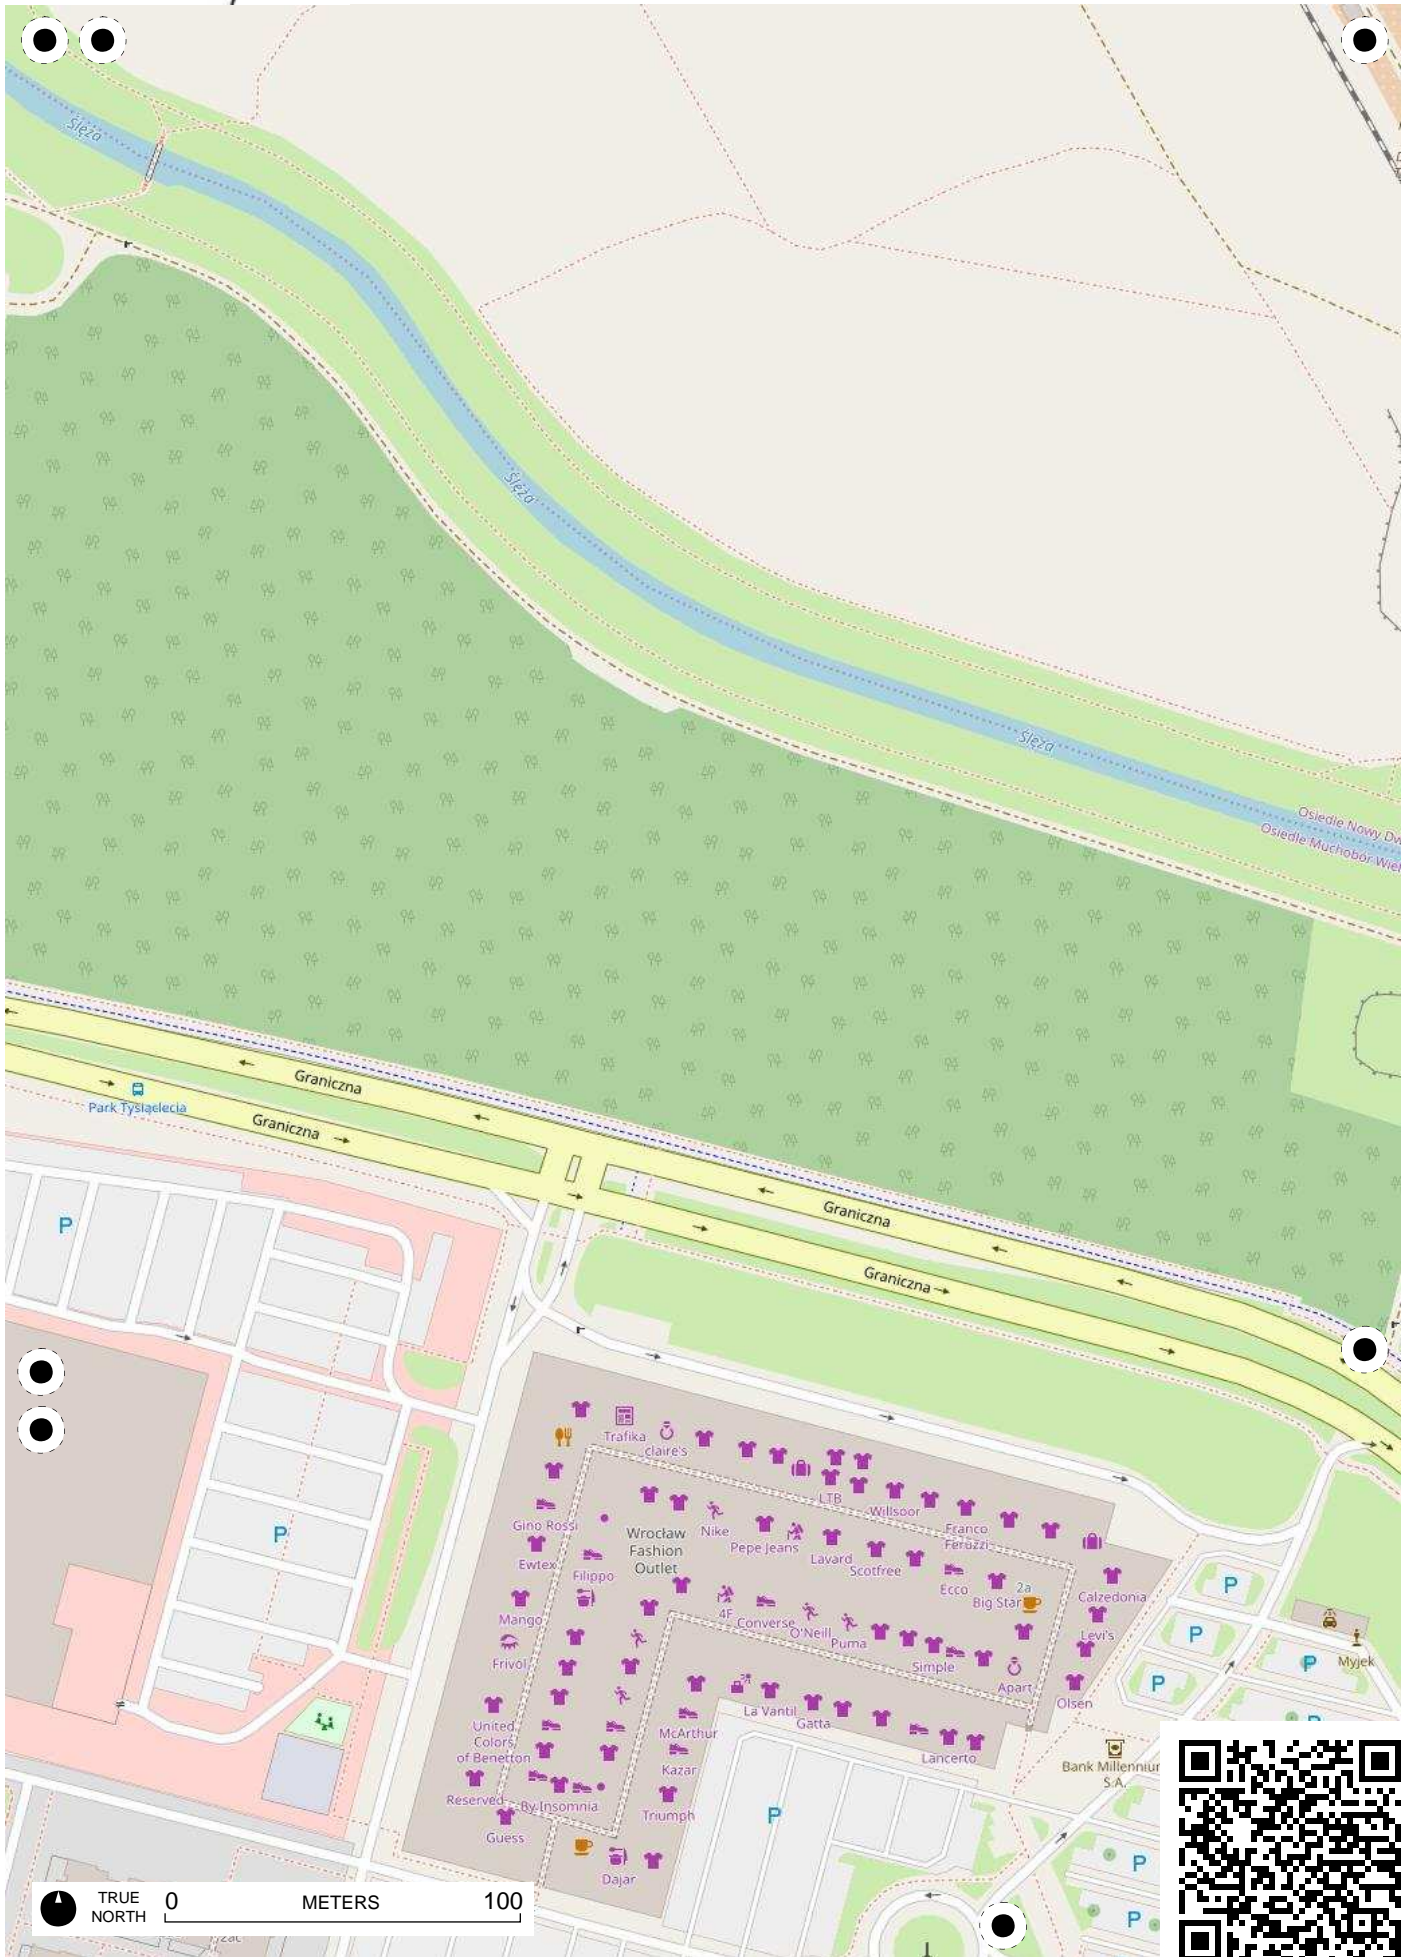 Ślęza
Ślęza
Ślęza
Osiedle Nowy Dw
Osiedle Muchobór Wiel
Graniczna
Park Tysiąclecia
Graniczna
Graniczna
Graniczna
P
Trafika
claire's
LTB
Willsoor
Franco
Feruzzi
Gino Rossi
Nike
Wrocław
Fashion
Outlet
Pepe Jeans
Lavard
Scotfree
P
Ewtex
Filippo
Ecco
2a
Big Star
Calzedonia
P
Mango
4F
Converse
O'Neill
Puma
Levi's
P
Frivol
Simple
Apart
Olsen
P
Myjek
P
La Vantil
Gatta
P
United
Colors
of Benetton
McArthur
Lancerto
Kazar
Bank Millennium
S.A.
Reserved
By Insomnia
Triumph
P
Guess
P
Dajar
P
TRUE
NORTH
0 METERS 100
2ac